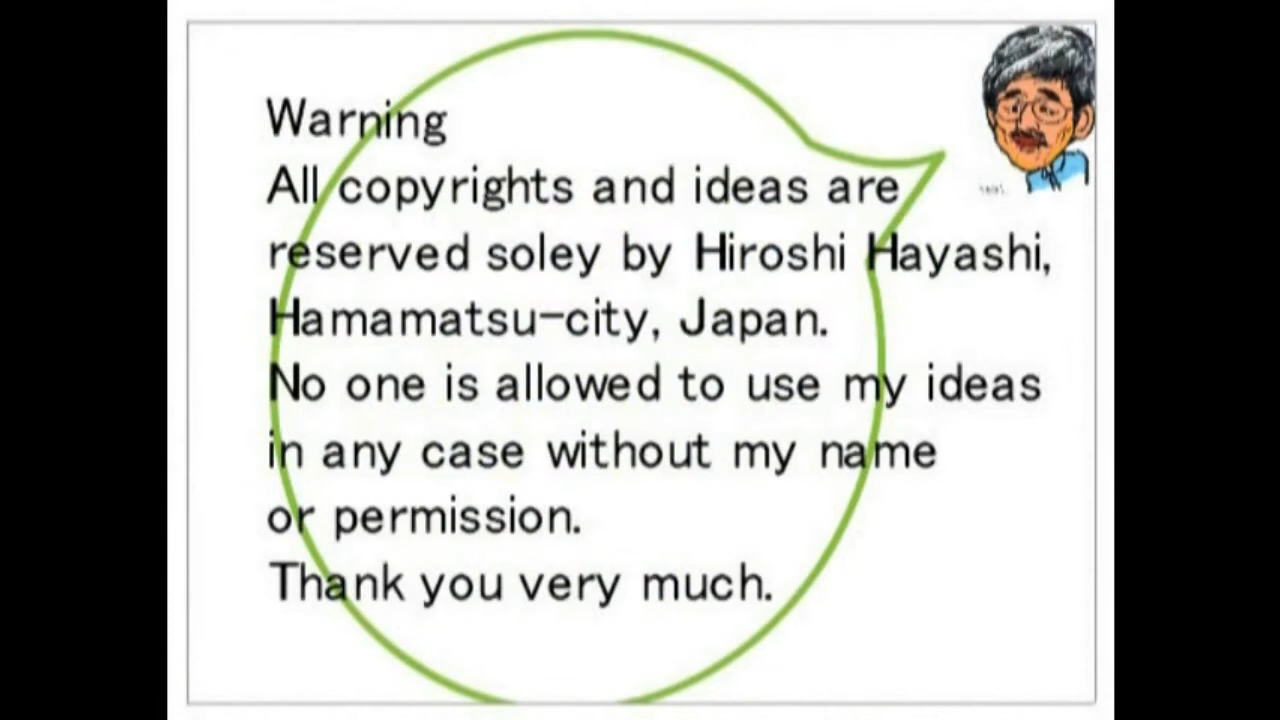 Warning
All copyrights and ideas are
reserved soley by Hiroshi Hayashi,
Hamamatsu-city, Japan.
No one is allowed to use my ideas
in any case without my name
or permission.
Thank you very much.